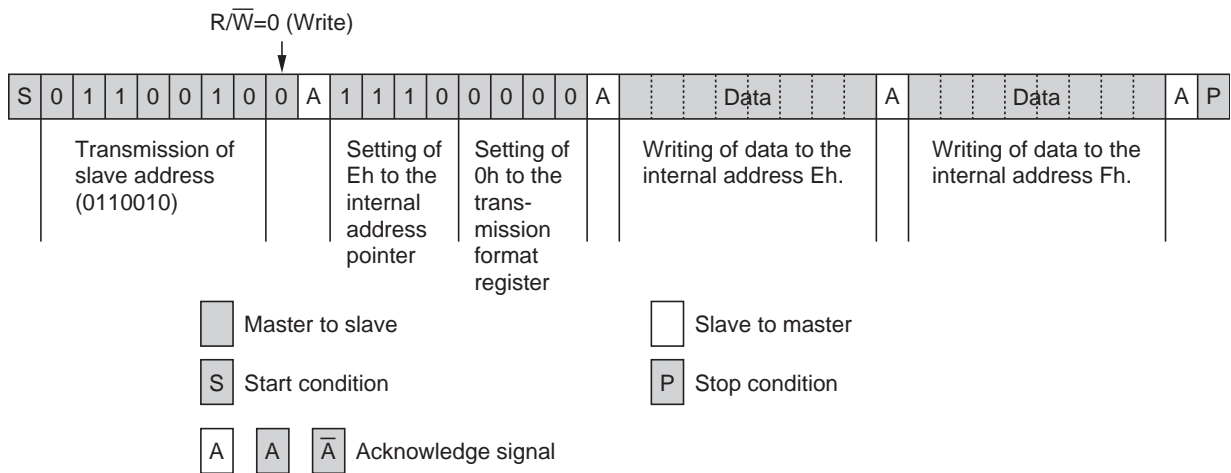 R/W̅=0 (Write)
S 0 1 1 0 0 1 0 0 A 1 1 1 0 0 0 0 0 A Data A Data A P
Transmission of
slave address
(0110010)
Setting of
Eh to the
internal
address
pointer
Setting of
0h to the
trans-
mission
format
register
Writing of data to the
internal address Eh.
Writing of data to the
internal address Fh.
Master to slave
Slave to master
S Start condition
P Stop condition
A A A̅ Acknowledge signal